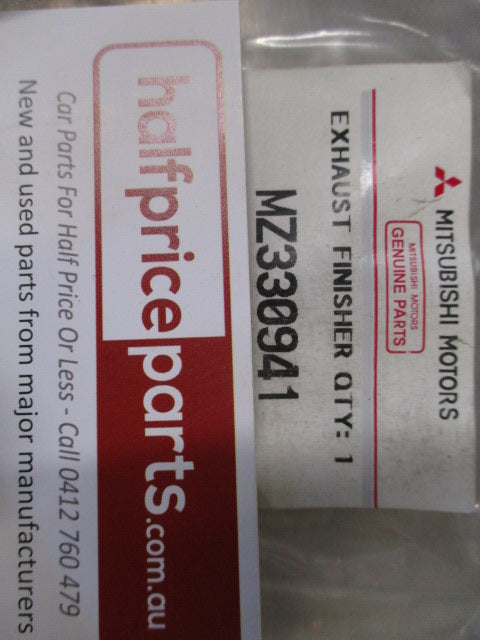 MITSUBISHI MOTORS
MITSUBISHI MOTORS
GENUINE PARTS
EXHAUST FINISHER QTY: 1
MZ330941
halfpriceparts.com.au
Car Parts For Half Price Or Less - Call 0412 760 479
New and used parts from major manufacturers